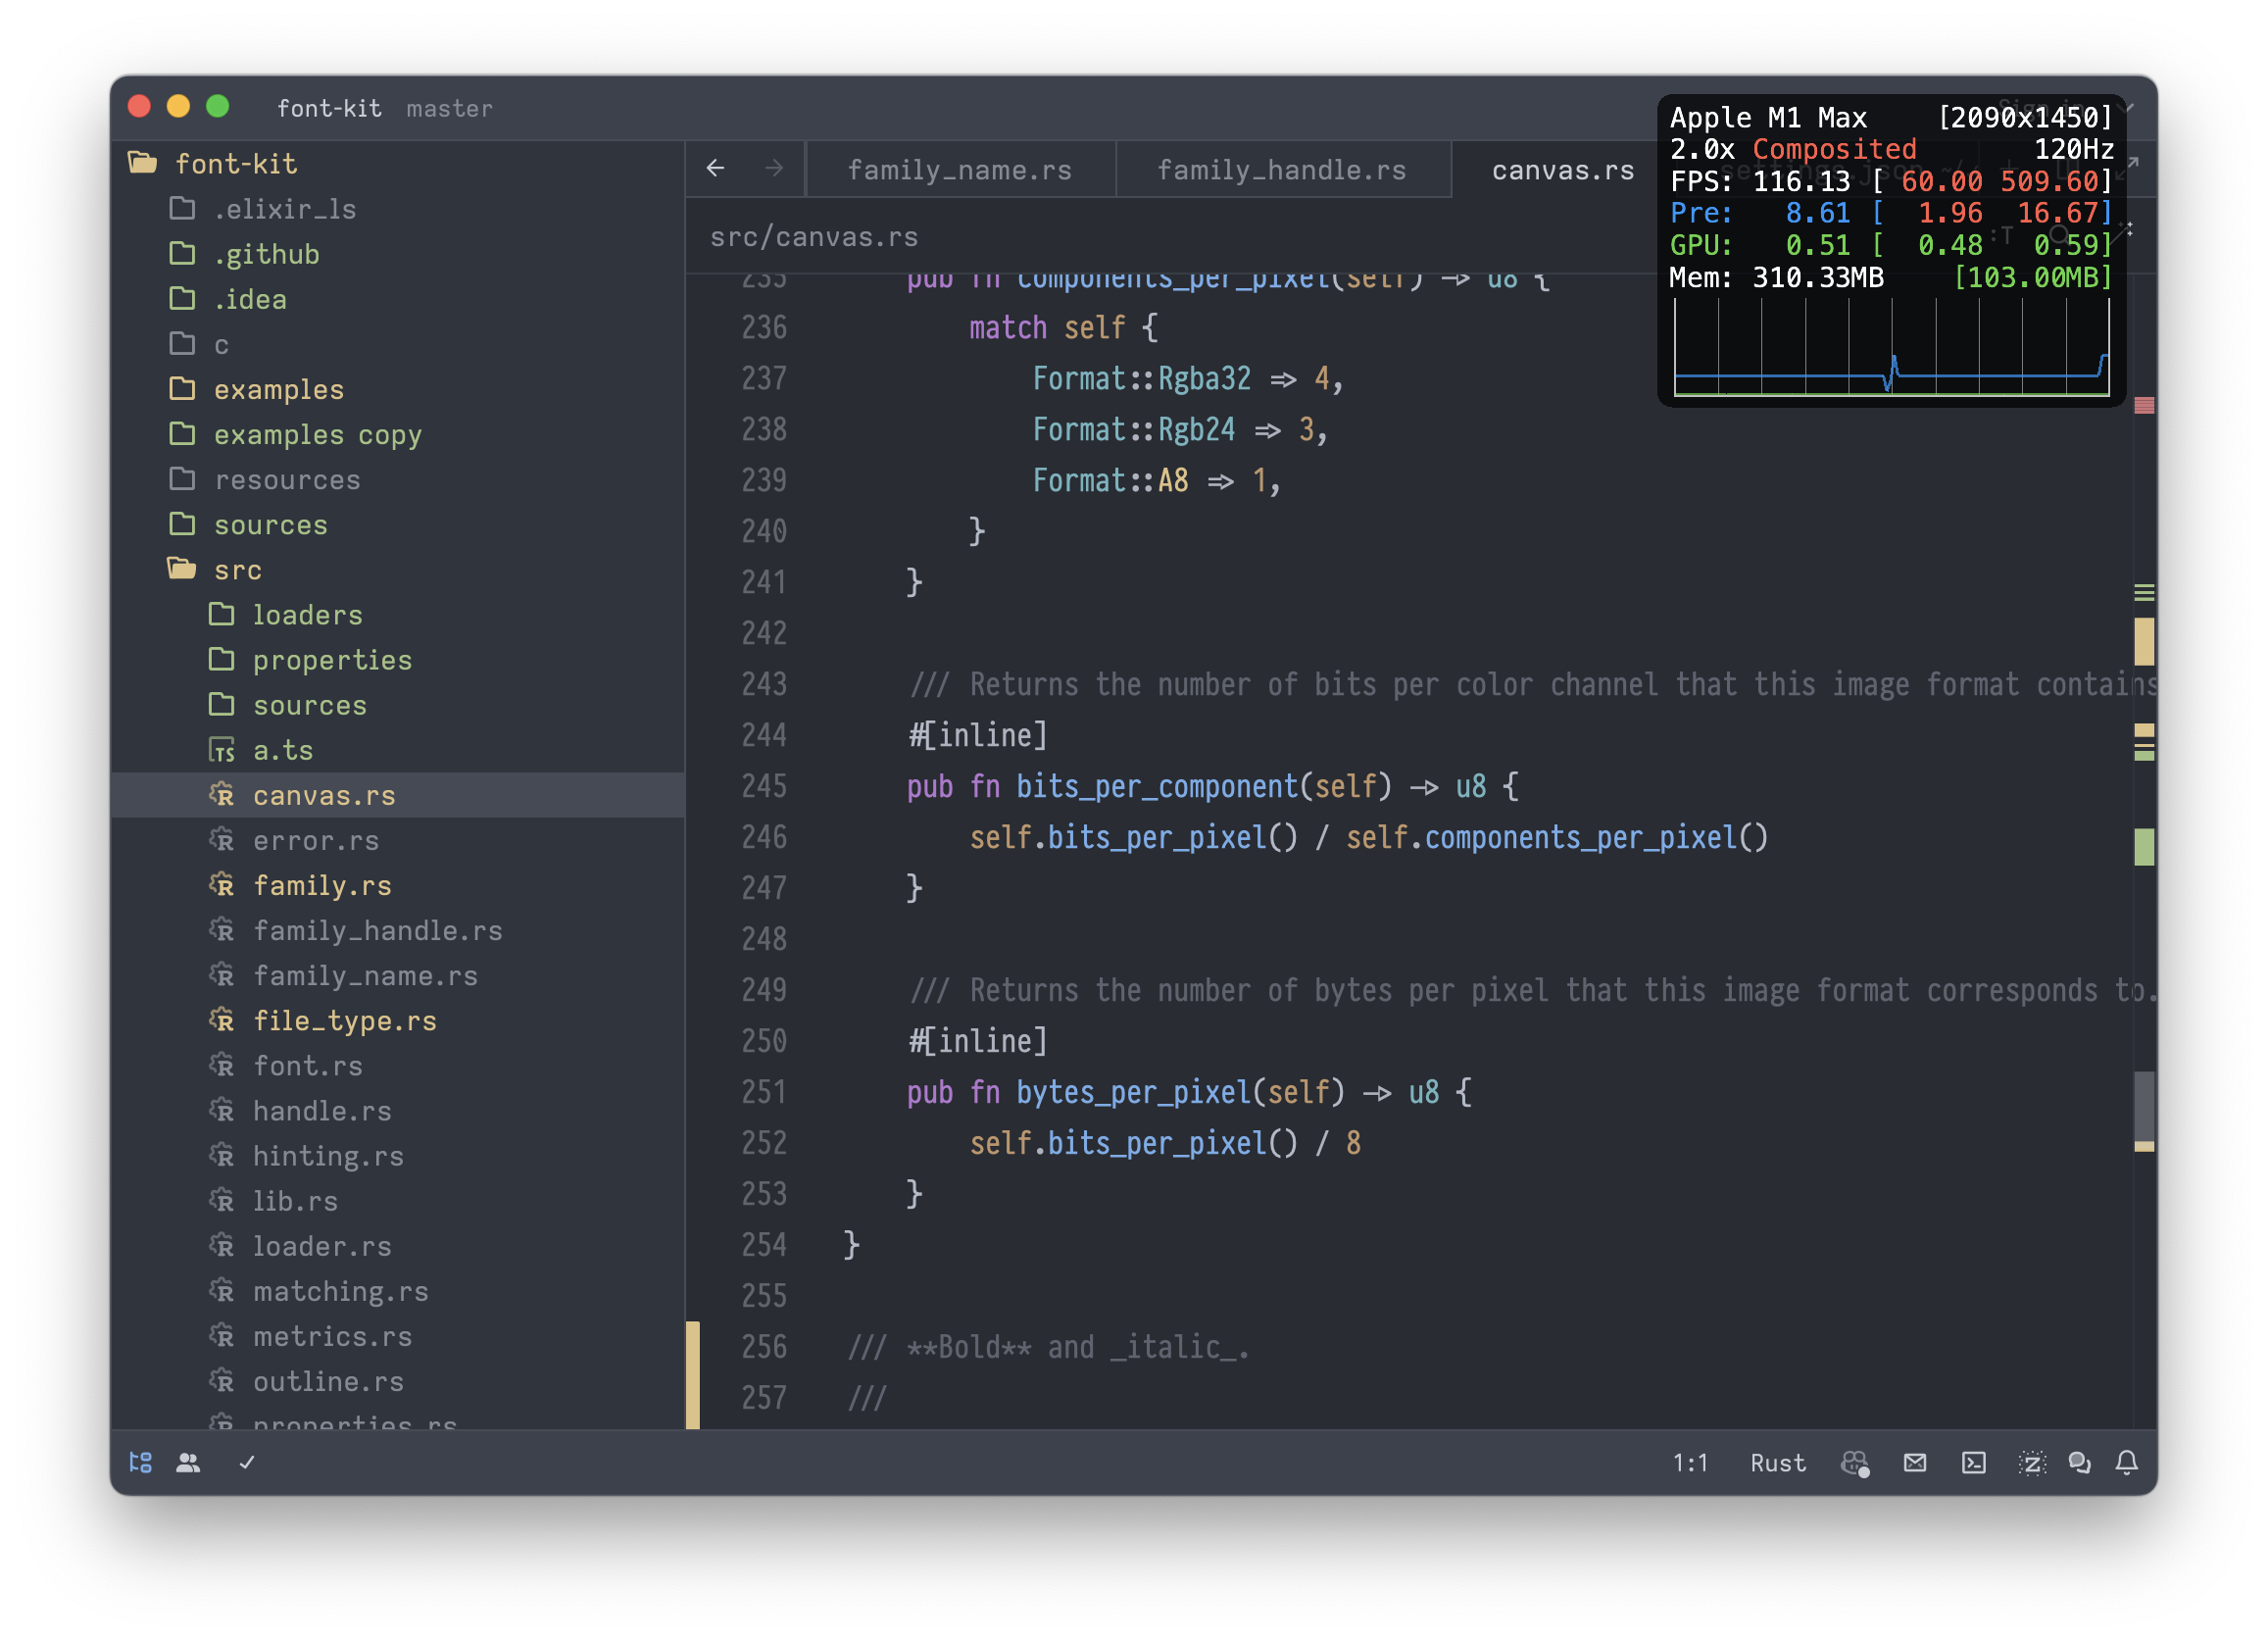 font-kit master
Apple M1 Max [2090x1450]
2.0x Composited 120Hz
FPS: 116.13 [ 60.00 509.60]
Pre: 8.61 [ 1.96 16.67]
GPU: 0.51 [ 0.48 0.59]
Mem: 310.33MB [103.00MB]
font-kit
.elixir_ls
.github
.idea
c
examples
examples copy
resources
sources
src
loaders
properties
sources
a.ts
canvas.rs
error.rs
family.rs
family_handle.rs
family_name.rs
file_type.rs
font.rs
handle.rs
hinting.rs
lib.rs
loader.rs
matching.rs
metrics.rs
outline.rs
properties.rs
family_name.rs family_handle.rs canvas.rs settings.json
src/canvas.rs
235 pub fn components_per_pixel(self) -> u8 {
236 match self {
237 Format::Rgba32 => 4,
238 Format::Rgb24 => 3,
239 Format::A8 => 1,
240 }
241 }
242
243 /// Returns the number of bits per color channel that this image format contains
244 #[inline]
245 pub fn bits_per_component(self) -> u8 {
246 self.bits_per_pixel() / self.components_per_pixel()
247 }
248
249 /// Returns the number of bytes per pixel that this image format corresponds to.
250 #[inline]
251 pub fn bytes_per_pixel(self) -> u8 {
252 self.bits_per_pixel() / 8
253 }
254 }
255
256 /// **Bold** and _italic_.
257 ///
1:1 Rust